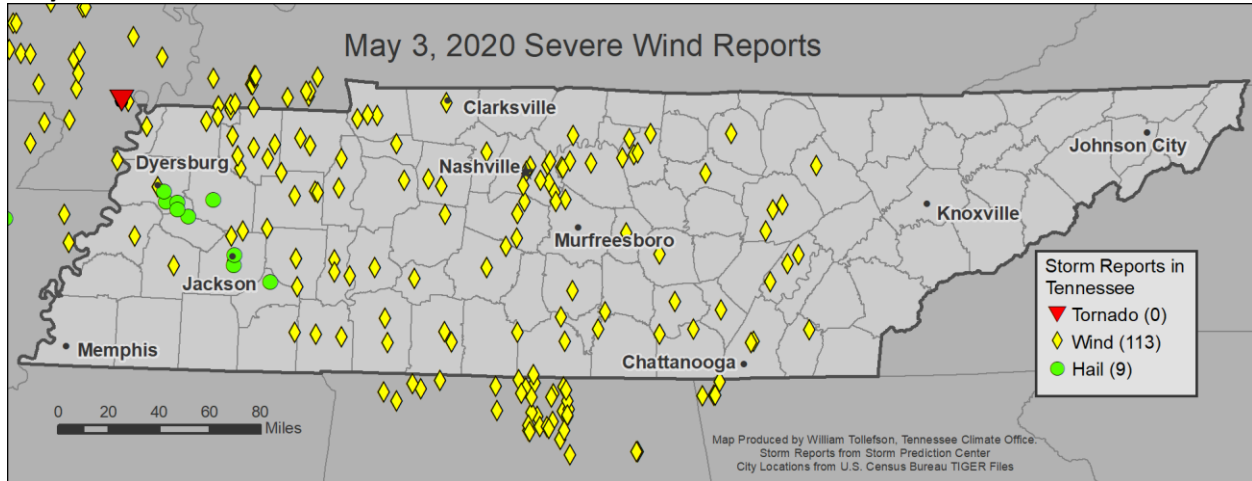 May 3, 2020 Severe Wind Reports
Clarksville
Johnson City
Dyersburg
Nashville
Knoxville
Murfreesboro
Storm Reports in
Tennessee
Tornado (0)
Wind (113)
Hail (9)
Jackson
Memphis
Chattanooga
0 20 40 60 80
Miles
Map Produced by William Tollefson, Tennessee Climate Office.
Storm Reports from Storm Prediction Center
City Locations from U.S. Census Bureau TIGER Files